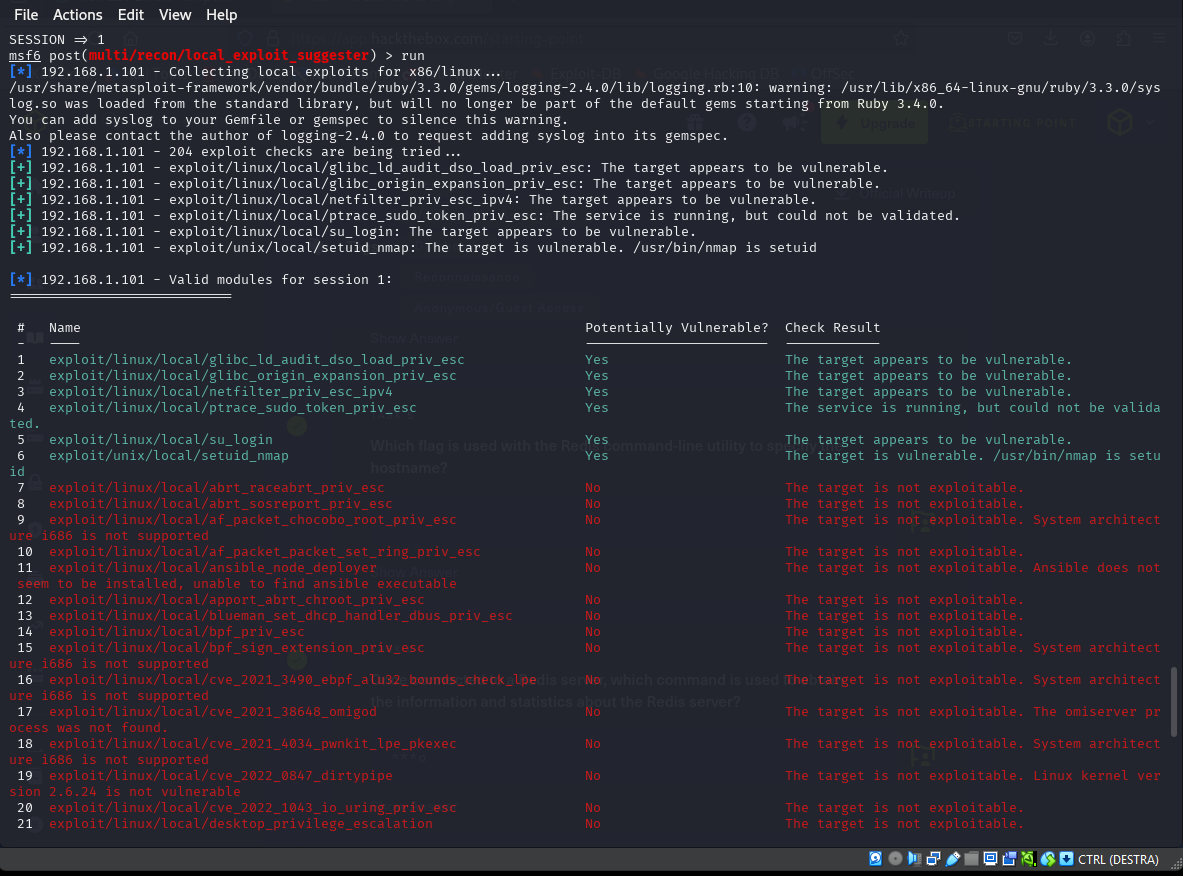 File Actions Edit View Help
SESSION => 1
msf6 post(multi/recon/local_exploit_suggester) > run
[*] 192.168.1.101 - Collecting local exploits for x86/linux...
/usr/share/metasploit-framework/vendor/bundle/ruby/3.3.0/gems/logging-2.4.0/lib/logging.rb:10: warning: /usr/lib/x86_64-linux-gnu/ruby/3.3.0/sys
log.so was loaded from the standard library, but will no longer be part of the default gems starting from Ruby 3.4.0.
You can add syslog to your Gemfile or gemspec to silence this warning.
Also please contact the author of logging-2.4.0 to request adding syslog into its gemspec.
[*] 192.168.1.101 - 204 exploit checks are being tried...
[+] 192.168.1.101 - exploit/linux/local/glibc_ld_audit_dso_load_priv_esc: The target appears to be vulnerable.
[+] 192.168.1.101 - exploit/linux/local/glibc_origin_expansion_priv_esc: The target appears to be vulnerable.
[+] 192.168.1.101 - exploit/linux/local/netfilter_priv_esc_ipv4: The target appears to be vulnerable.
[+] 192.168.1.101 - exploit/linux/local/ptrace_sudo_token_priv_esc: The service is running, but could not be validated.
[+] 192.168.1.101 - exploit/linux/local/su_login: The target appears to be vulnerable.
[+] 192.168.1.101 - exploit/unix/local/setuid_nmap: The target is vulnerable. /usr/bin/nmap is setuid
[*] 192.168.1.101 - Valid modules for session 1:
============================
# Name Potentially Vulnerable? Check Result
- ---- ----------------------- ------------
1 exploit/linux/local/glibc_ld_audit_dso_load_priv_esc Yes The target appears to be vulnerable.
2 exploit/linux/local/glibc_origin_expansion_priv_esc Yes The target appears to be vulnerable.
3 exploit/linux/local/netfilter_priv_esc_ipv4 Yes The target appears to be vulnerable.
4 exploit/linux/local/ptrace_sudo_token_priv_esc Yes The service is running, but could not be valida
ted.
5 exploit/linux/local/su_login Yes The target appears to be vulnerable.
6 exploit/unix/local/setuid_nmap Yes The target is vulnerable. /usr/bin/nmap is setu
id
7 exploit/linux/local/abrt_raceabrt_priv_esc No The target is not exploitable.
8 exploit/linux/local/abrt_sosreport_priv_esc No The target is not exploitable.
9 exploit/linux/local/af_packet_chocobo_root_priv_esc No The target is not exploitable. System architect
ure i686 is not supported
10 exploit/linux/local/af_packet_packet_set_ring_priv_esc No The target is not exploitable.
11 exploit/linux/local/ansible_node_deployer No The target is not exploitable. Ansible does not
seem to be installed, unable to find ansible executable
12 exploit/linux/local/apport_abrt_chroot_priv_esc No The target is not exploitable.
13 exploit/linux/local/blueman_set_dhcp_handler_dbus_priv_esc No The target is not exploitable.
14 exploit/linux/local/bpf_priv_esc No The target is not exploitable.
15 exploit/linux/local/bpf_sign_extension_priv_esc No The target is not exploitable. System architect
ure i686 is not supported
16 exploit/linux/local/cve_2021_3490_ebpf_alu32_bounds_check_lpe No The target is not exploitable. System architect
ure i686 is not supported
17 exploit/linux/local/cve_2021_38648_omigod No The target is not exploitable. The omiserver pr
ocess was not found.
18 exploit/linux/local/cve_2021_4034_pwnkit_lpe_pkexec No The target is not exploitable. System architect
ure i686 is not supported
19 exploit/linux/local/cve_2022_0847_dirtypipe No The target is not exploitable. Linux kernel ver
sion 2.6.24 is not vulnerable
20 exploit/linux/local/cve_2022_1043_io_uring_priv_esc No The target is not exploitable.
21 exploit/linux/local/desktop_privilege_escalation No The target is not exploitable.
CTRL (DESTRA)